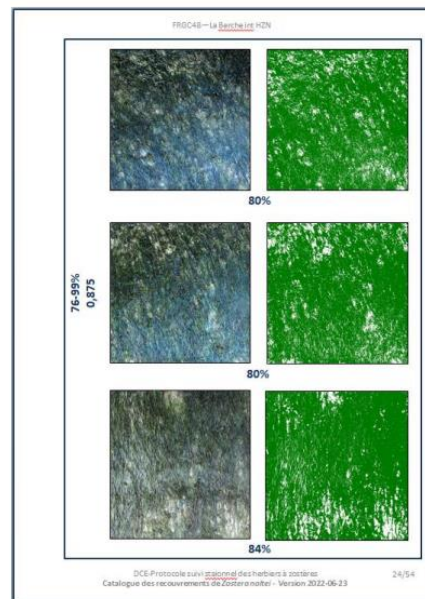 FRGC48—La Berche int HZN
80%
76-99%
0,875
80%
84%
DCE-Protocole suivi stationnel des herbiers à zostères
24/54
Catalogue des recouvrements de Zostera noltei - Version 2022-06-23